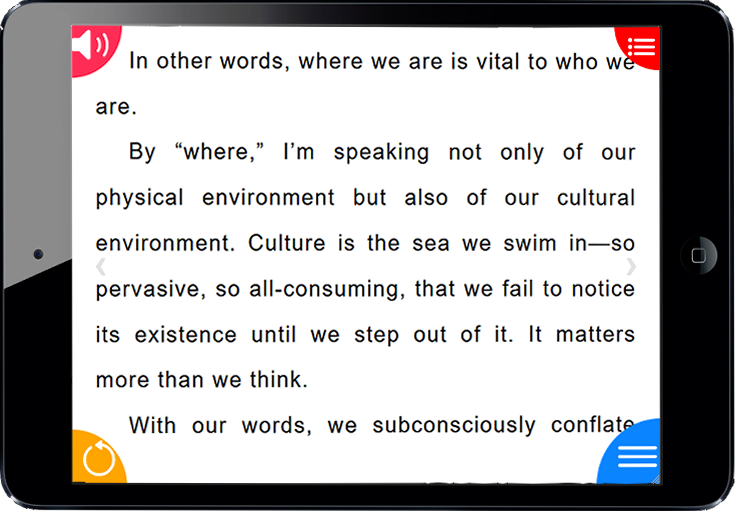 In other words, where we are is vital to who we
are.
By “where,” I’m speaking not only of our
physical environment but also of our cultural
environment. Culture is the sea we swim in—so
pervasive, so all-consuming, that we fail to notice
its existence until we step out of it. It matters
more than we think.
With our words, we subconsciously conflate